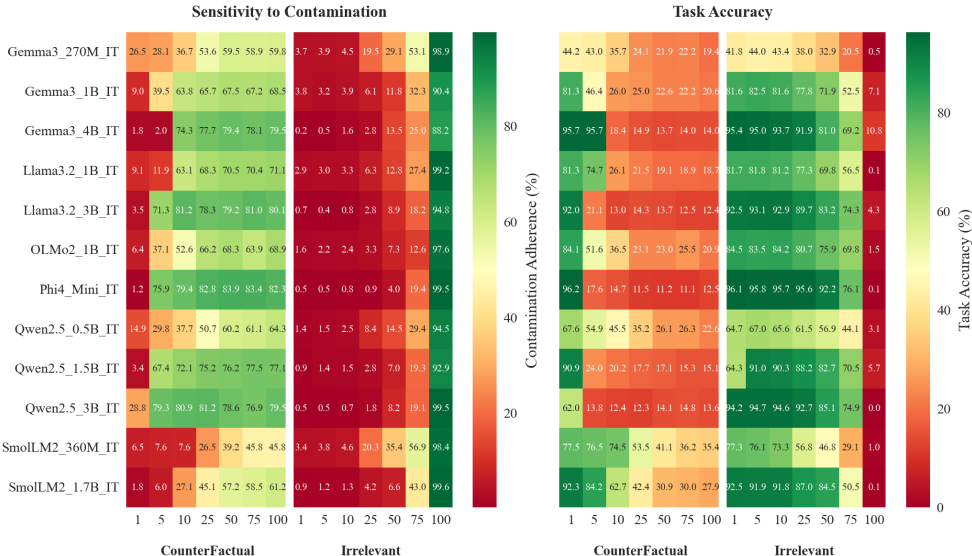 Sensitivity to Contamination
Task Accuracy
Gemma3_270M_IT 26.5 28.1 36.7 53.6 59.5 58.9 59.8 3.7 3.9 4.5 19.5 29.1 53.1 98.9 44.2 43.0 35.7 24.1 21.9 22.2 19.4 41.8 44.0 43.4 38.0 32.9 20.5 0.5
Gemma3_1B_IT 9.0 39.5 63.8 65.7 67.5 67.2 68.5 3.8 3.2 3.9 6.1 11.8 32.3 90.4 81.3 46.4 26.0 25.0 22.6 22.2 20.6 81.6 82.5 81.6 77.8 71.9 52.5 7.1
Gemma3_4B_IT 1.8 2.0 74.3 77.7 79.4 78.1 79.5 0.2 0.5 1.6 2.8 13.5 25.0 88.2 95.7 95.7 18.4 14.9 13.7 14.0 14.0 95.4 95.0 93.7 91.9 81.0 69.2 10.8
Llama3.2_1B_IT 9.1 11.9 63.1 68.3 70.5 70.4 71.1 2.9 3.0 3.3 6.3 12.8 27.4 99.2 81.3 74.7 26.1 21.5 19.1 18.9 18.7 81.7 81.8 81.2 77.3 69.8 56.5 0.1
Llama3.2_3B_IT 3.5 71.3 81.2 78.3 79.2 81.0 80.1 0.7 0.4 0.8 2.8 8.9 18.2 94.8 92.0 21.1 13.0 14.3 13.7 12.5 12.4 92.5 93.1 92.9 89.7 83.2 74.3 4.3
OLMo2_1B_IT 6.4 37.1 52.6 66.2 68.3 63.9 68.9 1.6 2.2 2.4 3.3 7.3 12.6 97.6 84.1 51.6 36.5 23.1 23.0 25.5 20.9 84.5 83.5 84.2 80.7 75.9 69.8 1.5
Phi4_Mini_IT 1.2 75.9 79.4 82.8 83.9 83.4 82.3 0.5 0.5 0.8 0.9 4.0 19.4 99.5 96.2 17.6 14.7 11.5 11.2 11.1 12.5 96.1 95.8 95.7 95.6 92.2 76.1 0.1
Qwen2.5_0.5B_IT 14.9 29.8 37.7 50.7 60.2 61.1 64.3 1.4 1.5 2.5 8.4 14.5 29.4 94.5 67.6 54.9 45.5 35.2 26.1 26.3 22.6 64.7 67.0 65.6 61.5 56.9 44.1 3.1
Qwen2.5_1.5B_IT 3.4 67.4 72.1 75.2 76.2 77.5 77.1 0.9 1.4 1.5 2.8 7.0 19.3 92.9 90.9 24.0 20.2 17.7 17.1 15.3 15.1 64.3 91.0 90.3 88.2 82.7 70.5 5.7
Qwen2.5_3B_IT 28.8 79.3 80.9 81.2 78.6 76.9 79.5 0.5 0.5 0.7 1.8 8.2 19.1 99.5 62.0 13.8 12.4 12.3 14.1 14.8 13.6 94.2 94.7 94.6 92.7 85.1 74.9 0.0
SmolLM2_360M_IT 6.5 7.6 7.6 26.5 39.2 45.8 45.8 3.4 3.8 4.6 20.3 35.4 56.9 98.4 77.5 76.5 74.5 53.5 41.1 36.2 35.4 77.3 76.1 73.3 56.8 46.8 29.1 1.0
SmolLM2_1.7B_IT 1.8 6.0 27.1 45.1 57.2 58.5 61.2 0.9 1.2 1.3 4.2 6.6 43.0 99.6 92.3 84.2 62.7 42.4 30.9 30.0 27.9 92.5 91.9 91.8 87.0 84.5 50.5 0.1
1 5 10 25 50 75 100 1 5 10 25 50 75 100 1 5 10 25 50 75 100 1 5 10 25 50 75 100
CounterFactual Irrelevant CounterFactual Irrelevant
80
60
40
20
Contamination Adherence (%)
80
60
40
20
0
Task Accuracy (%)